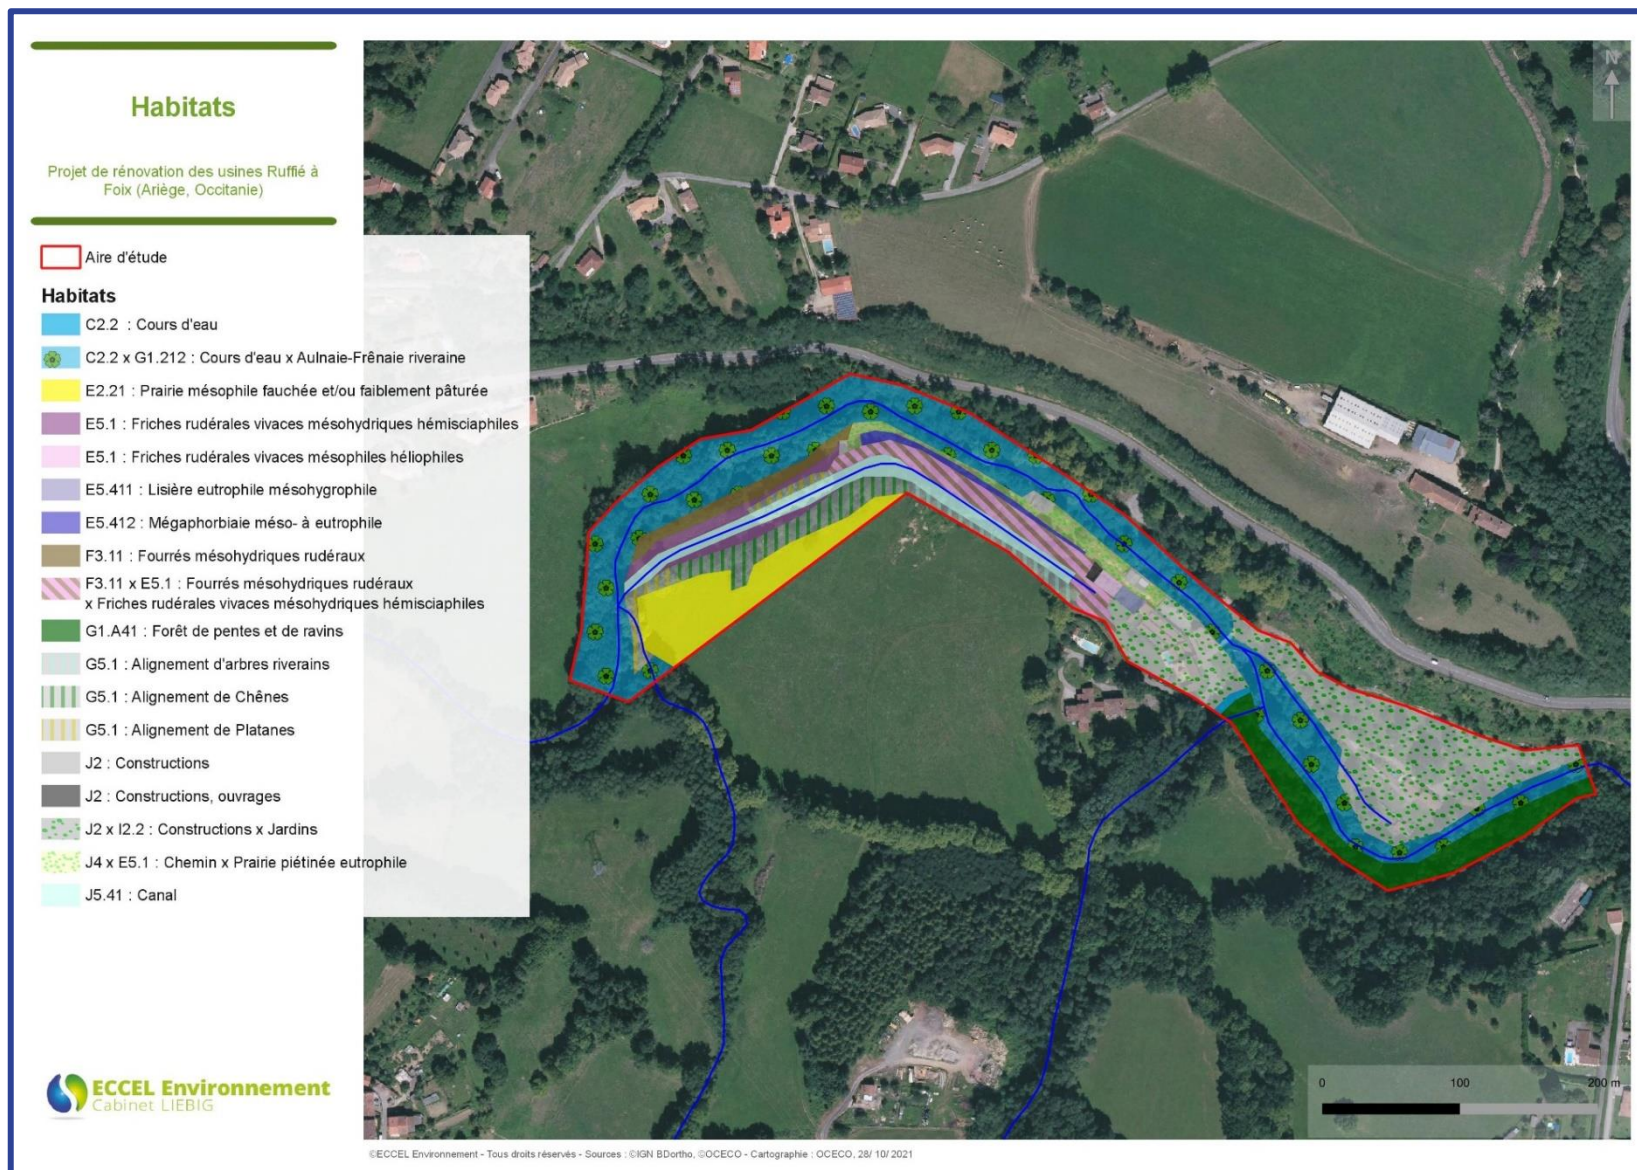 Habitats
Projet de rénovation des usines Ruffié à
Foix (Ariège, Occitanie)
Aire d'étude
Habitats
C2.2 : Cours d'eau
C2.2 x G1.212 : Cours d'eau x Aulnaie-Frênaie riveraine
E2.21 : Prairie mésophile fauchée et/ou faiblement pâturée
E5.1 : Friches rudérales vivaces mésohydriques hémisciaphiles
E5.1 : Friches rudérales vivaces mésophiles héliophiles
E5.411 : Lisière eutrophile mésohygrophile
E5.412 : Mégaphorbiaie méso- à eutrophile
F3.11 : Fourrés mésohydriques rudéraux
F3.11 x E5.1 : Fourrés mésohydriques rudéraux
x Friches rudérales vivaces mésohydriques hémisciaphiles
G1.A41 : Forêt de pentes et de ravins
G5.1 : Alignement d'arbres riverains
G5.1 : Alignement de Chênes
G5.1 : Alignement de Platanes
J2 : Constructions
J2 : Constructions, ouvrages
J2 x I2.2 : Constructions x Jardins
J4 x E5.1 : Chemin x Prairie piétinée eutrophile
J5.41 : Canal
ECCEL Environnement
Cabinet LIEBIG
N
0 100 200 m
©ECCEL Environnement - Tous droits réservés - Sources : ©IGN BDortho, ©OCECO - Cartographie : OCECO, 28/ 10/ 2021